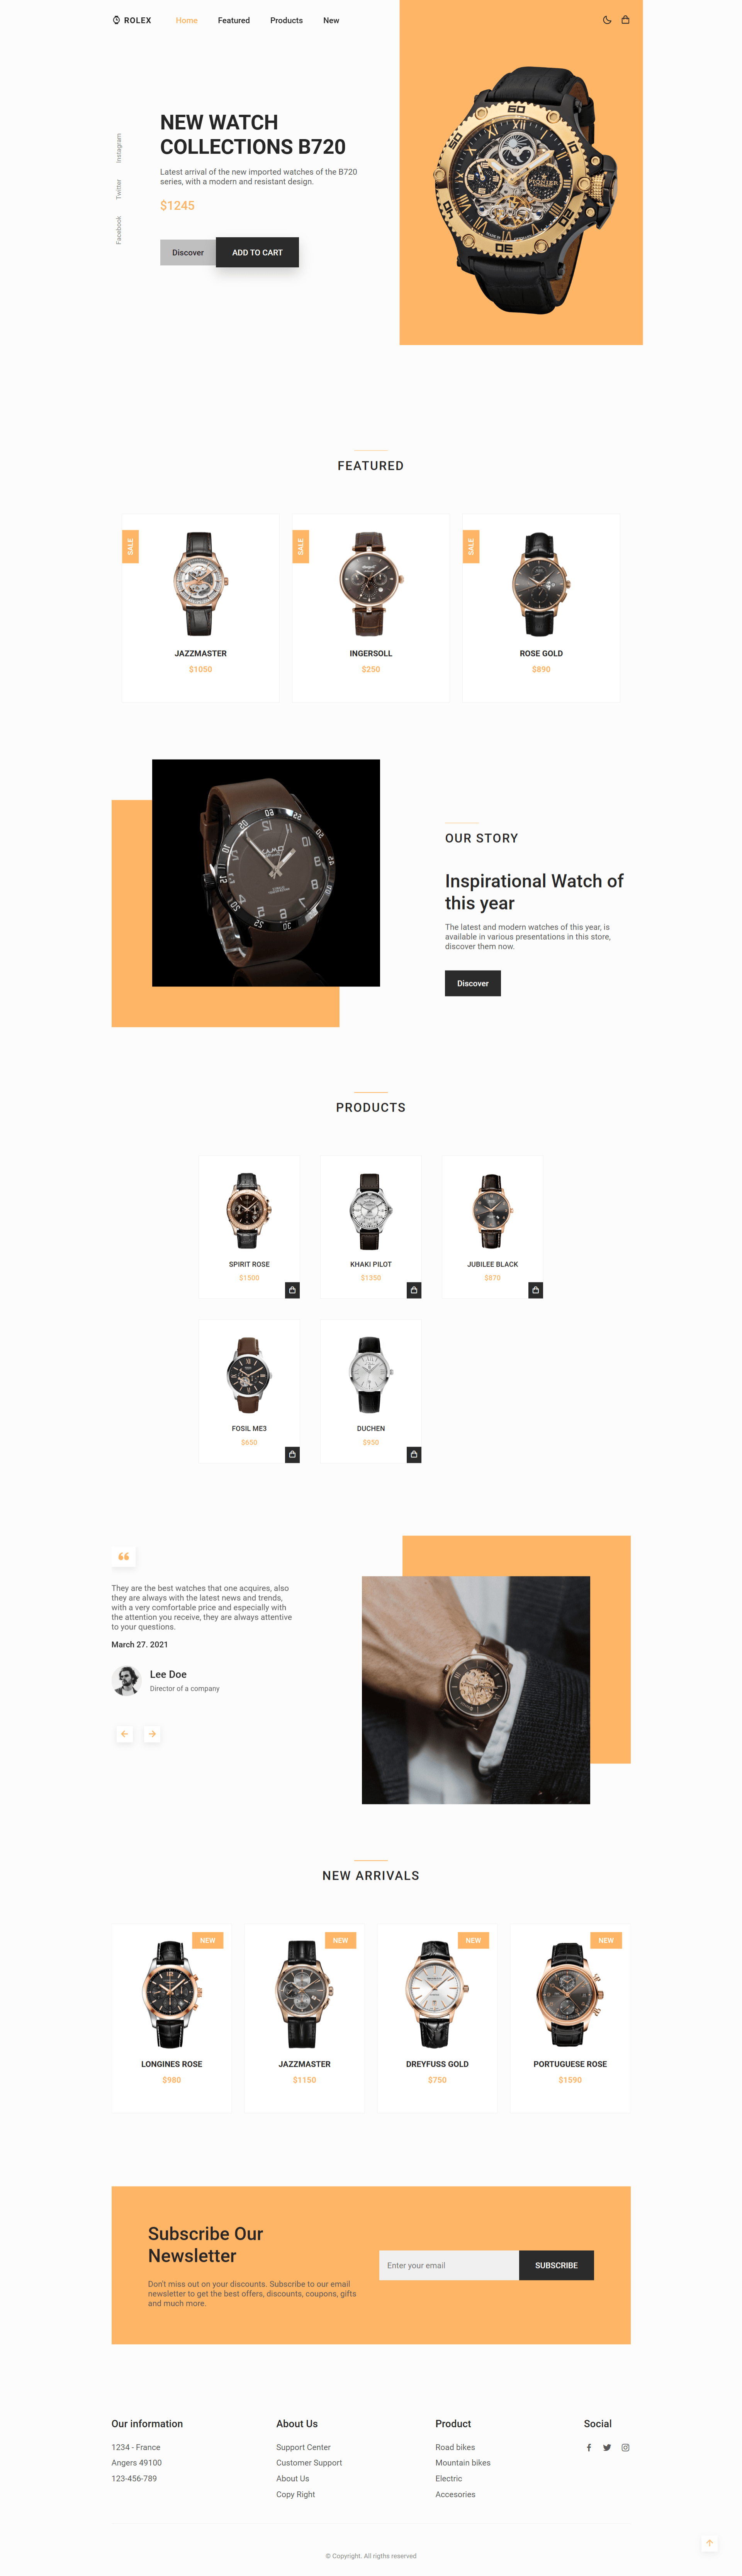 ROLEX
Home
Featured
Products
New
Instagram
Twitter
Facebook
NEW WATCH
COLLECTIONS B720
Latest arrival of the new imported watches of the B720
series, with a modern and resistant design.
$1245
Discover
ADD TO CART
FEATURED
SALE
JAZZMASTER
$1050
SALE
INGERSOLL
$250
SALE
ROSE GOLD
$890
OUR STORY
Inspirational Watch of
this year
The latest and modern watches of this year, is
available in various presentations in this store,
discover them now.
Discover
PRODUCTS
SPIRIT ROSE
$1500
KHAKI PILOT
$1350
JUBILEE BLACK
$870
FOSIL ME3
$650
DUCHEN
$950
They are the best watches that one acquires, also
they are always with the latest news and trends,
with a very comfortable price and especially with
the attention you receive, they are always attentive
to your questions.
March 27. 2021
Lee Doe
Director of a company
NEW ARRIVALS
NEW
LONGINES ROSE
$980
NEW
JAZZMASTER
$1150
NEW
DREYFUSS GOLD
$750
NEW
PORTUGUESE ROSE
$1590
Subscribe Our
Newsletter
Don't miss out on your discounts. Subscribe to our email
newsletter to get the best offers, discounts, coupons, gifts
and much more.
Enter your email
SUBSCRIBE
Our information
1234 - France
Angers 49100
123-456-789
About Us
Support Center
Customer Support
About Us
Copy Right
Product
Road bikes
Mountain bikes
Electric
Accesories
Social
© Copyright. All rigths reserved